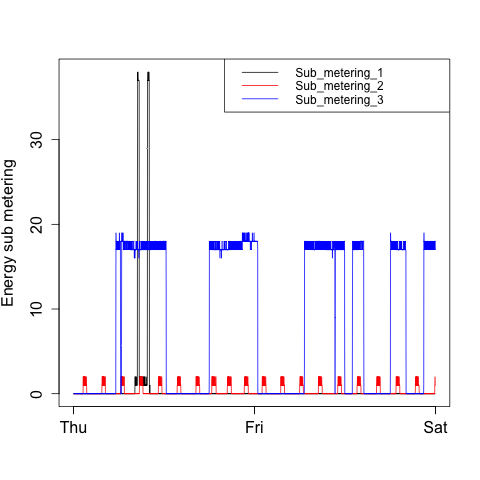 Sub_metering_1
Sub_metering_2
Sub_metering_3
Energy sub metering
30
20
10
0
Thu Fri Sat